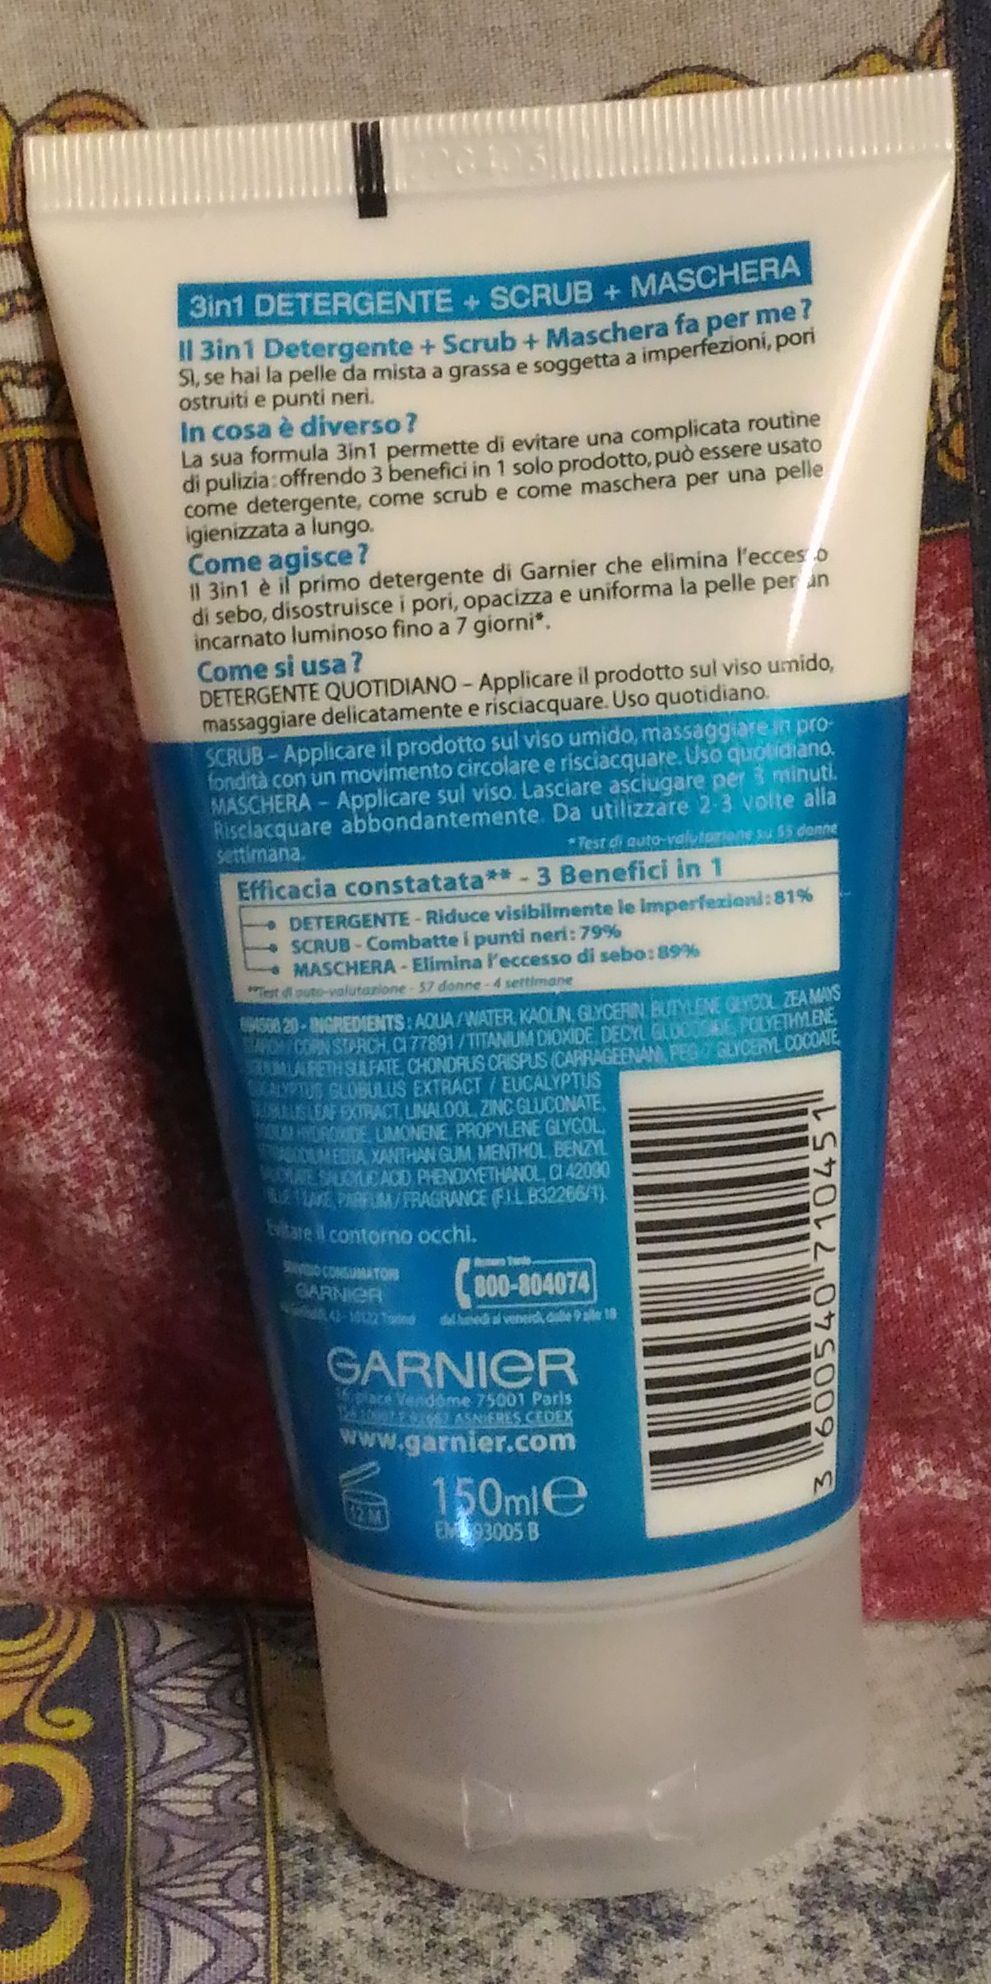 3in1 DETERGENTE + SCRUB + MASCHERA
Il 3in1 Detergente + Scrub + Maschera fa per me?
Sì, se hai la pelle da mista a grassa e soggetta a imperfezioni, pori
ostruiti e punti neri.
In cosa è diverso?
La sua formula 3in1 permette di evitare una complicata routine
di pulizia: offrendo 3 benefici in 1 solo prodotto, può essere usato
come detergente, come scrub e come maschera per una pelle
igienizzata a lungo.
Come agisce?
Il 3in1 è il primo detergente di Garnier che elimina l'eccesso
di sebo, disostruisce i pori, opacizza e uniforma la pelle per un
incarnato luminoso fino a 7 giorni*.
Come si usa?
DETERGENTE QUOTIDIANO – Applicare il prodotto sul viso umido,
massaggiare delicatamente e risciacquare. Uso quotidiano.
SCRUB – Applicare il prodotto sul viso umido, massaggiare in pro-
fondità con un movimento circolare e risciacquare. Uso quotidiano.
MASCHERA – Applicare sul viso. Lasciare asciugare per 3 minuti.
Risciacquare abbondantemente. Da utilizzare 2-3 volte alla
settimana.
*Test di auto-valutazione su 55 donne
Efficacia constatata** - 3 Benefici in 1
DETERGENTE - Riduce visibilmente le imperfezioni: 81%
SCRUB - Combatte i punti neri: 79%
MASCHERA - Elimina l'eccesso di sebo: 89%
**Test di auto-valutazione - 57 donne - 4 settimane
20 - INGREDIENTS: AQUA / WATER, KAOLIN, GLYCERIN, BUTYLENE GLYCOL, ZEA MAYS
CORN STARCH, CI 77891 / TITANIUM DIOXIDE, DECYL GLUCOSIDE, POLYETHYLENE,
LAURETH SULFATE, CHONDRUS CRISPUS (CARRAGEENAN), PEG-7 GLYCERYL COCOATE,
EUCALYPTUS GLOBULUS EXTRACT / EUCALYPTUS
GLOBULUS LEAF EXTRACT, LINALOOL, ZINC GLUCONATE,
HYDROXIDE, LIMONENE, PROPYLENE GLYCOL,
EDTA, XANTHAN GUM, MENTHOL, BENZYL
SALICYLATE, SALICYLIC ACID, PHENOXYETHANOL, CI 42090
BLUE 1 LAKE, PARFUM / FRAGRANCE (F.I.L. B32266/1).
Evitare il contorno occhi.
SERVIZIO CONSUMATORI
GARNIER
42 - 10122 Torino
Numero Verde
800-804074
dal lunedì al venerdì, dalle 9 alle 18
GARNIER
16, place Vendôme 75001 Paris
ASNIERES CEDEX
www.garnier.com
12 M
150ml e
93005 B
3 600540 710451